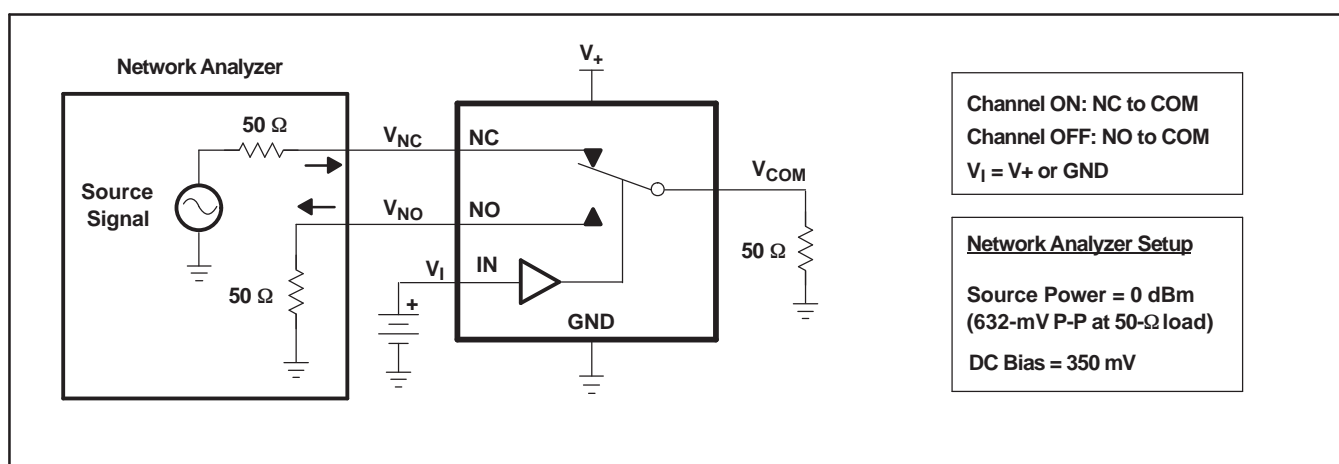 Network Analyzer
50 Ω
Source
Signal
50 Ω
V+
VNC
NC
VNO
NO
VI
IN
+
GND
VCOM
50 Ω
Channel ON: NC to COM
Channel OFF: NO to COM
VI = V+ or GND
Network Analyzer Setup
Source Power = 0 dBm
(632-mV P-P at 50-Ω load)
DC Bias = 350 mV